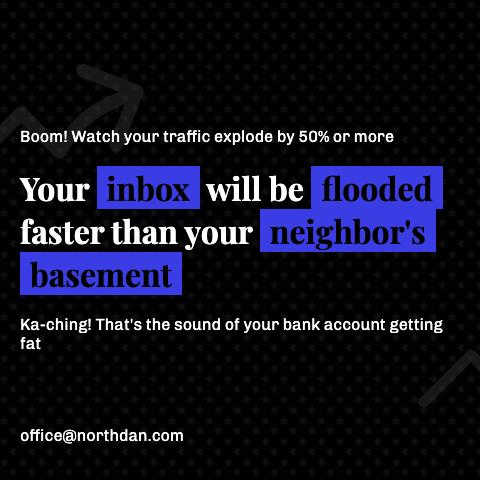 Boom! Watch your traffic explode by 50% or more
Your inbox will be flooded
faster than your neighbor's
basement
Ka-ching! That's the sound of your bank account getting
fat
office@northdan.com